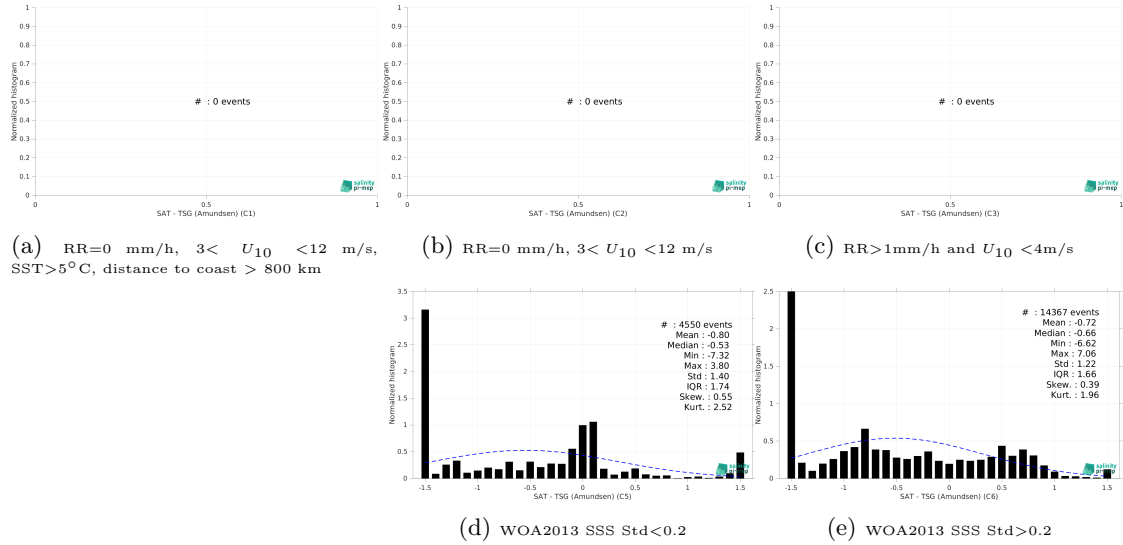 1
0.9
0.8
0.7
0.6
0.5
0.4
0.3
0.2
0.1
0
Normalized histogram
# : 0 events
salinity
pi-mep
0 0.5 1
SAT - TSG (Amundsen) (C1)
(a) RR=0 mm/h, 3< U10 <12 m/s,
SST>5°C, distance to coast > 800 km
1
0.9
0.8
0.7
0.6
0.5
0.4
0.3
0.2
0.1
0
Normalized histogram
# : 0 events
salinity
pi-mep
0 0.5 1
SAT - TSG (Amundsen) (C2)
(b) RR=0 mm/h, 3< U10 <12 m/s
1
0.9
0.8
0.7
0.6
0.5
0.4
0.3
0.2
0.1
0
Normalized histogram
# : 0 events
salinity
pi-mep
0 0.5 1
SAT - TSG (Amundsen) (C3)
(c) RR>1mm/h and U10 <4m/s
3.5
3
2.5
2
1.5
1
0.5
0
Normalized histogram
# : 4550 events
Mean : -0.80
Median : -0.53
Min : -7.32
Max : 3.80
Std : 1.40
IQR : 1.74
Skew. : 0.55
Kurt. : 2.52
salinity
pi-mep
-1.5 -1 -0.5 0 0.5 1 1.5
SAT - TSG (Amundsen) (C5)
(d) WOA2013 SSS Std<0.2
2.5
2
1.5
1
0.5
0
Normalized histogram
# : 14367 events
Mean : -0.72
Median : -0.66
Min : -6.62
Max : 7.06
Std : 1.22
IQR : 1.66
Skew. : 0.39
Kurt. : 1.96
salinity
pi-mep
-1.5 -1 -0.5 0 0.5 1 1.5
SAT - TSG (Amundsen) (C6)
(e) WOA2013 SSS Std>0.2